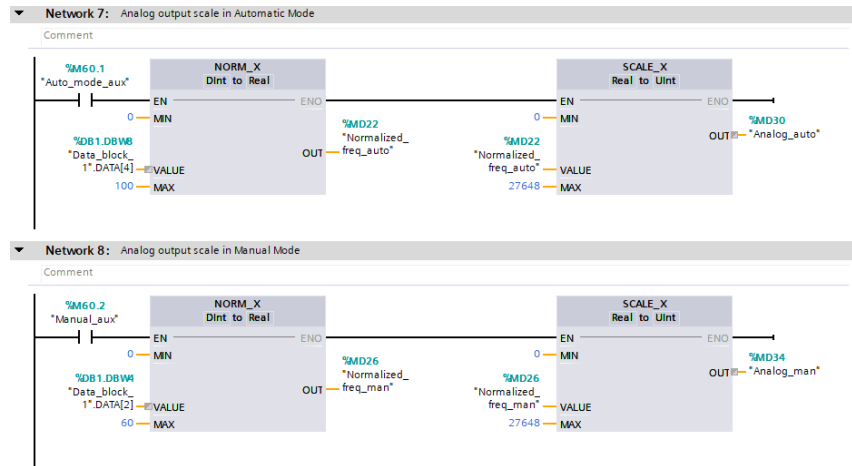 Network 7: Analog output scale in Automatic Mode
Comment
%M60.1
"Auto_mode_aux"
NORM_X
DInt to Real
SCALE_X
Real to UInt
EN
ENO
EN
ENO
0
MIN
0
MIN
%DB1.DBW8
"Data_block_
1".DATA[4]
VALUE
OUT
%MD22
"Normalized_
freq_auto"
%MD22
"Normalized_
freq_auto"
VALUE
OUT
%MD30
"Analog_auto"
100
MAX
27648
MAX
Network 8: Analog output scale in Manual Mode
Comment
%M60.2
"Manual_aux"
NORM_X
DInt to Real
SCALE_X
Real to UInt
EN
ENO
EN
ENO
0
MIN
0
MIN
%DB1.DBW4
"Data_block_
1".DATA[2]
VALUE
OUT
%MD26
"Normalized_
freq_man"
%MD26
"Normalized_
freq_man"
VALUE
OUT
%MD34
"Analog_man"
60
MAX
27648
MAX